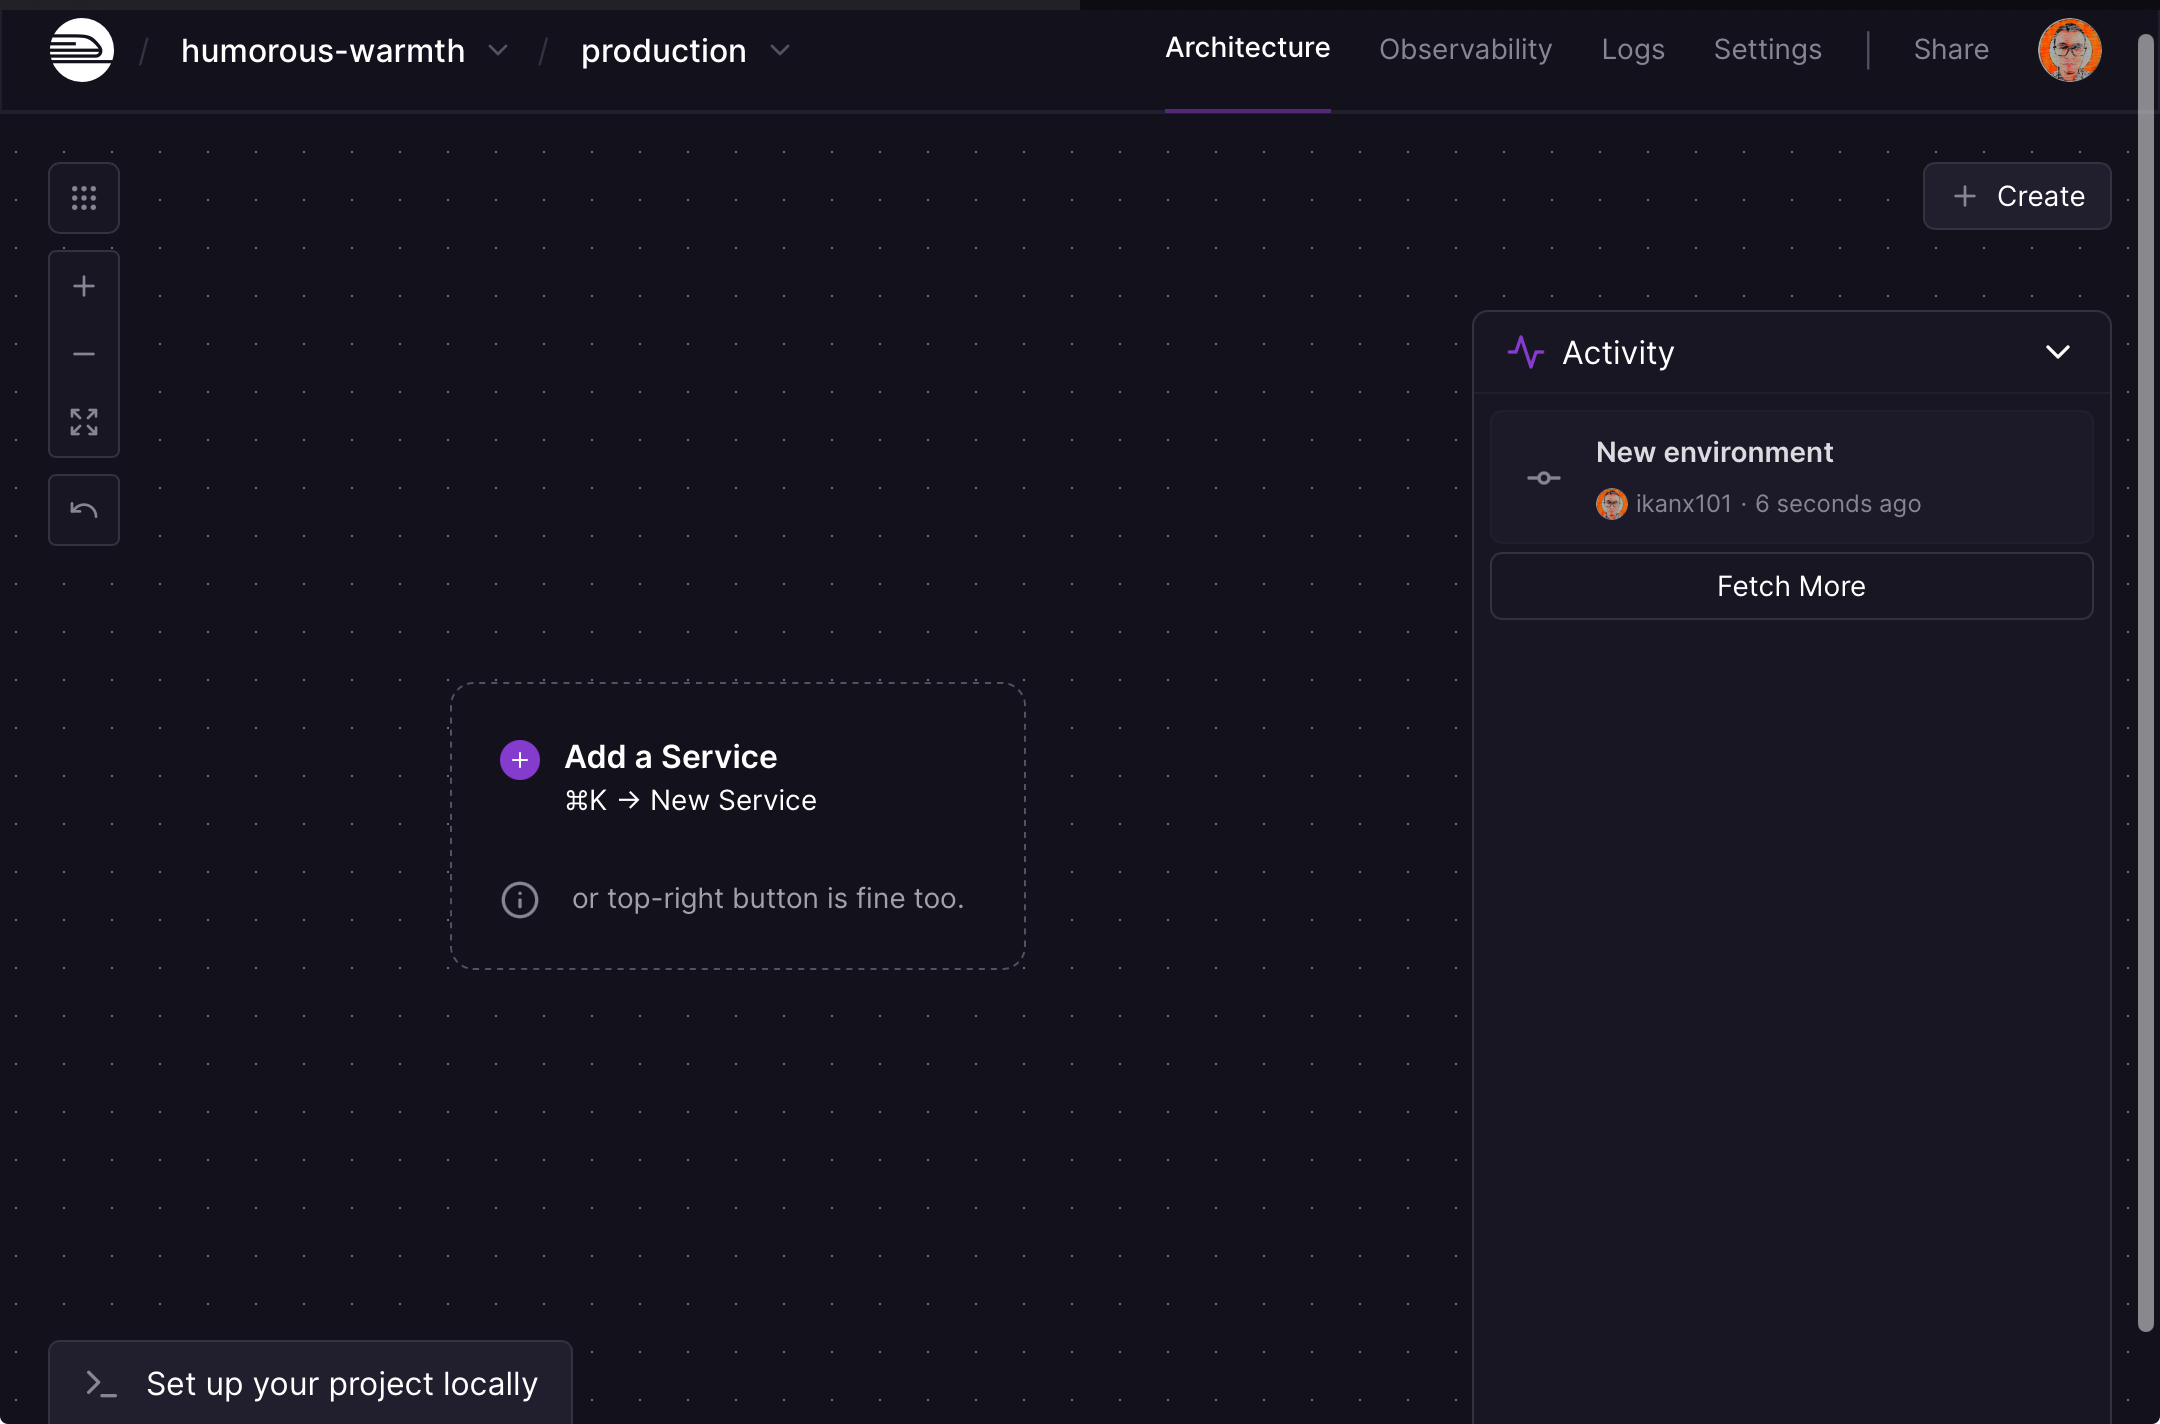 / humorous-warmth / production
Architecture Observability Logs Settings | Share
+ Create
Activity
New environment
ikanx101 · 6 seconds ago
Fetch More
Add a Service
⌘K → New Service
or top-right button is fine too.
>_ Set up your project locally